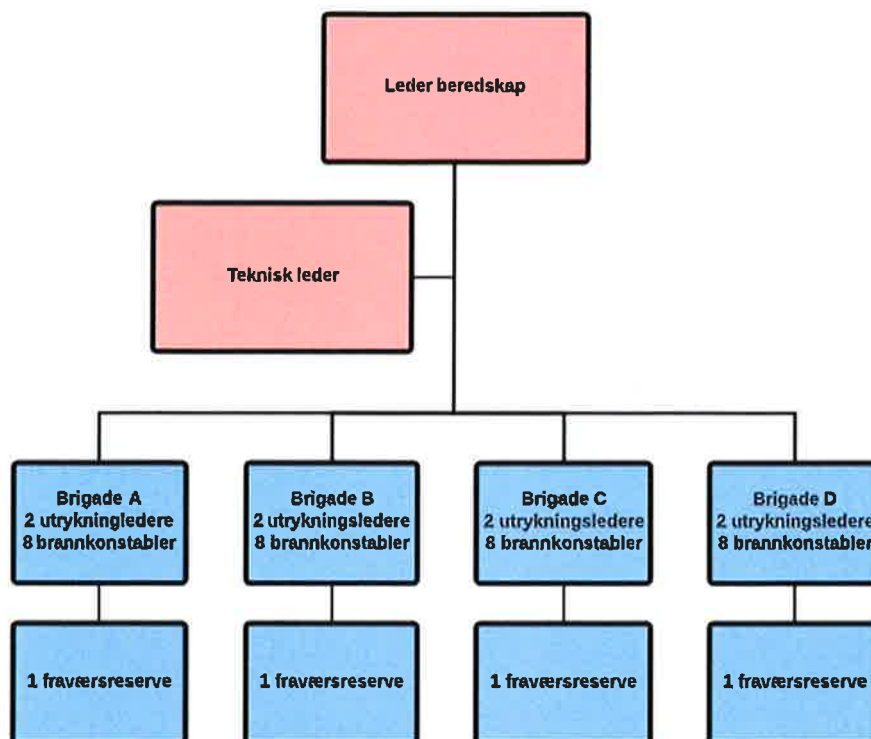 Leder beredskap
Teknisk leder
Brigade A
2 utrykningledere
8 brannkonstabler
Brigade B
2 utrykningsledere
8 brannkonstabler
Brigade C
2 utrykningsledere
8 brannkonstabler
Brigade D
2 utrykningsledere
8 brannkonstabler
1 fraværsreserve
1 fraværsreserve
1 fraværsreserve
1 fraværsreserve